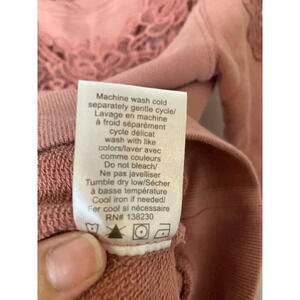 Machine wash cold
separately gentle cycle/
Lavage en machine
à froid séparément
cycle délicat
wash with like
colors/laver avec
comme couleurs
Do not bleach/
Ne pas javelliser
Tumble dry low/Sécher
à basse température
Cool iron if needed/
Fer cool si nécessaire
RN# 138230